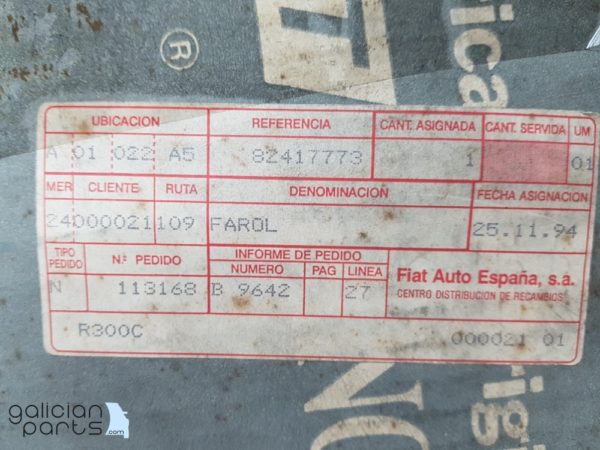 ®
T
UBICACION REFERENCIA CANT. ASIGNADA CANT. SERVIDA UM
A 01 022 A5 82417773 1 01
MER CLIENTE RUTA DENOMINACION FECHA ASIGNACION
24000021109 FAROL 25.11.94
TIPO PEDIDO N.º PEDIDO INFORME DE PEDIDO
NUMERO PAG LINEA
N 113168 B 9642 27
Fiat Auto España, s.a.
CENTRO DISTRIBUCION DE RECAMBIOS
R300C 000021 01
galician
parts.com